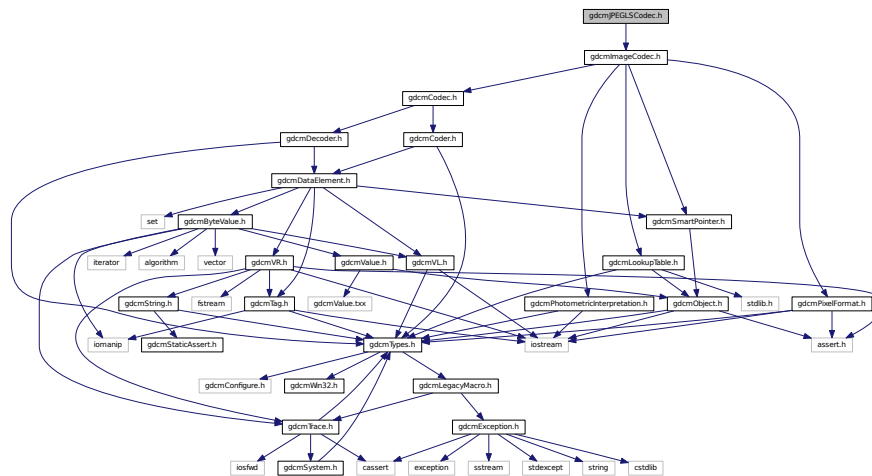 gdcmJPEGLSCodec.h
gdcmImageCodec.h
gdcmCodec.h
gdcmDecoder.h
gdcmCoder.h
gdcmDataElement.h
set
gdcmByteValue.h
gdcmSmartPointer.h
iterator
algorithm
vector
gdcmVR.h
gdcmValue.h
gdcmVL.h
gdcmLookupTable.h
gdcmString.h
fstream
gdcmTag.h
gdcmValue.txx
gdcmPhotometricInterpretation.h
gdcmObject.h
stdlib.h
gdcmPixelFormat.h
iomanip
gdcmStaticAssert.h
gdcmTypes.h
iostream
assert.h
gdcmConfigure.h
gdcmWin32.h
gdcmLegacyMacro.h
gdcmTrace.h
gdcmException.h
iosfwd
gdcmSystem.h
cassert
exception
sstream
stdexcept
string
cstdlib